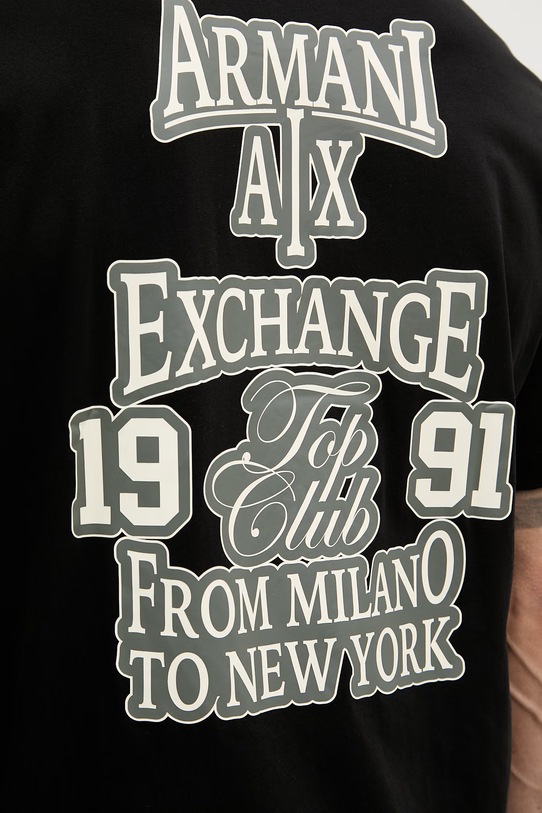 ARMANI
A|X
EXCHANGE
19 Top 91
Club
FROM MILANO
TO NEW YORK